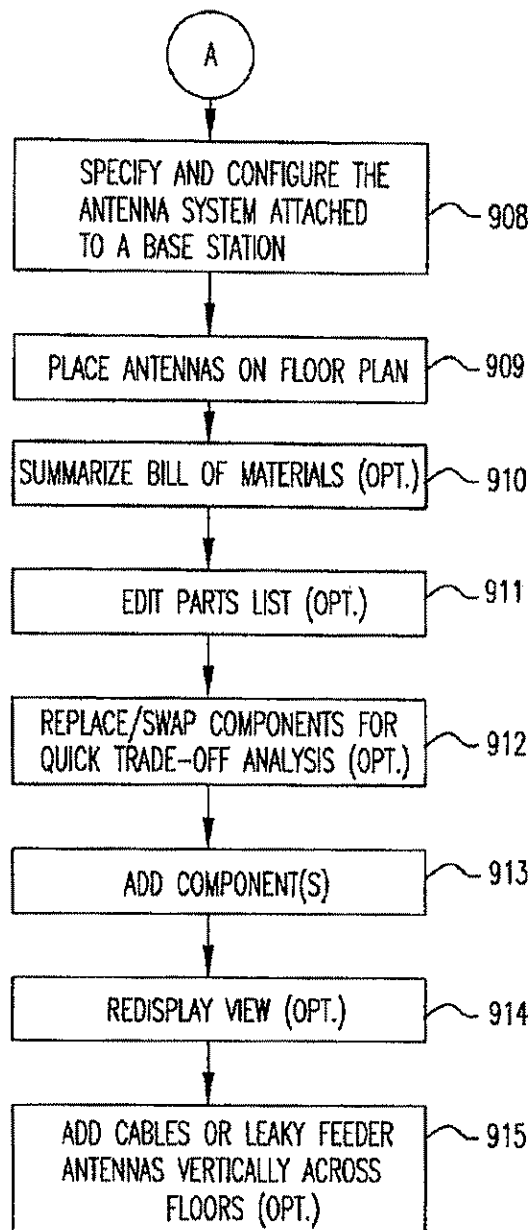 A
SPECIFY AND CONFIGURE THE
ANTENNA SYSTEM ATTACHED
TO A BASE STATION
908
PLACE ANTENNAS ON FLOOR PLAN
909
SUMMARIZE BILL OF MATERIALS (OPT.)
910
EDIT PARTS LIST (OPT.)
911
REPLACE/SWAP COMPONENTS FOR
QUICK TRADE-OFF ANALYSIS (OPT.)
912
ADD COMPONENT(S)
913
REDISPLAY VIEW (OPT.)
914
ADD CABLES OR LEAKY FEEDER
ANTENNAS VERTICALLY ACROSS
FLOORS (OPT.)
915